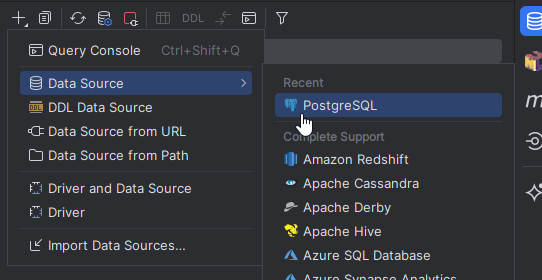 DDL
Query Console Ctrl+Shift+Q
Data Source
DDL Data Source
Data Source from URL
Data Source from Path
Driver and Data Source
Driver
Import Data Sources...
Recent
PostgreSQL
Complete Support
Amazon Redshift
Apache Cassandra
Apache Derby
Apache Hive
Azure SQL Database
Azure Synapse Analytics
m